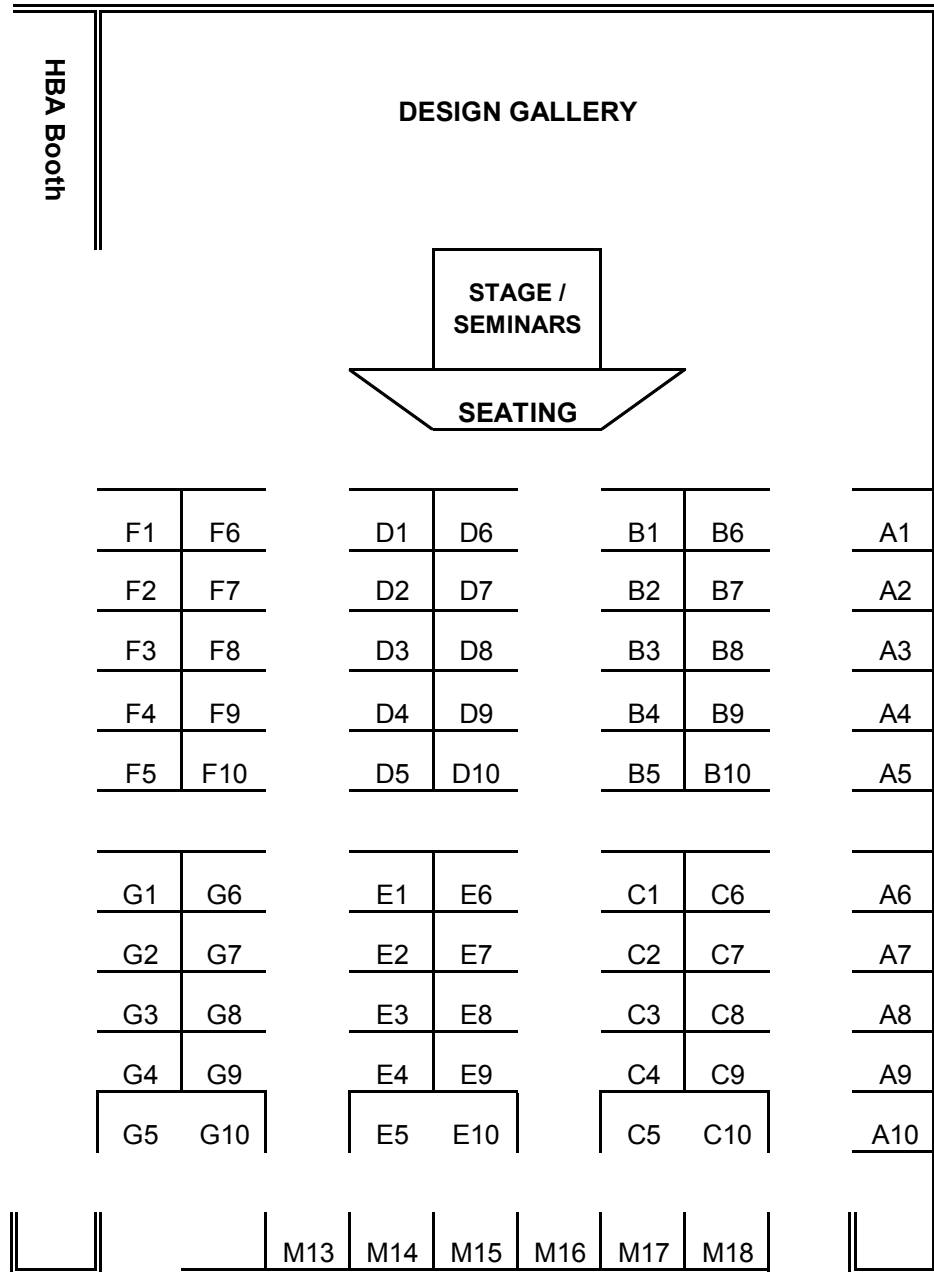 HBA Booth
DESIGN GALLERY
STAGE /
SEMINARS
SEATING
F1 F6 D1 D6 B1 B6 A1
F2 F7 D2 D7 B2 B7 A2
F3 F8 D3 D8 B3 B8 A3
F4 F9 D4 D9 B4 B9 A4
F5 F10 D5 D10 B5 B10 A5
G1 G6 E1 E6 C1 C6 A6
G2 G7 E2 E7 C2 C7 A7
G3 G8 E3 E8 C3 C8 A8
G4 G9 E4 E9 C4 C9 A9
G5 G10 E5 E10 C5 C10 A10
M13 M14 M15 M16 M17 M18